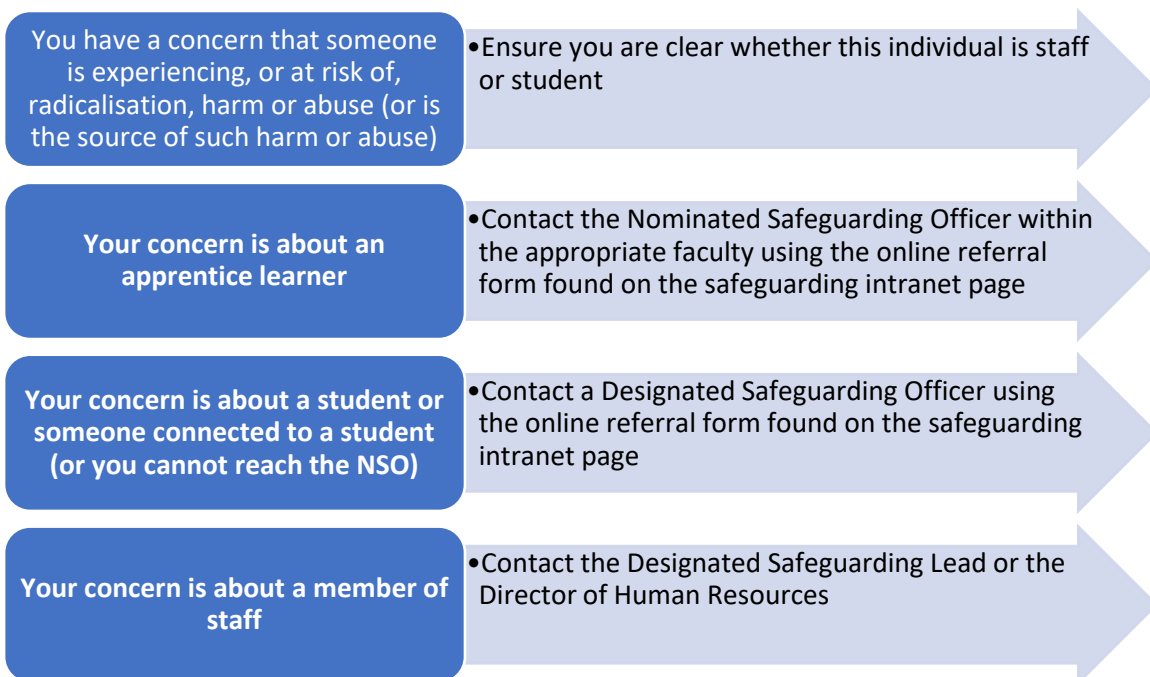 You have a concern that someone
is experiencing, or at risk of,
radicalisation, harm or abuse (or is
the source of such harm or abuse)
•Ensure you are clear whether this individual is staff
or student
Your concern is about an
apprentice learner
•Contact the Nominated Safeguarding Officer within
the appropriate faculty using the online referral
form found on the safeguarding intranet page
Your concern is about a student or
someone connected to a student
(or you cannot reach the NSO)
•Contact a Designated Safeguarding Officer using
the online referral form found on the safeguarding
intranet page
Your concern is about a member of
staff
•Contact the Designated Safeguarding Lead or the
Director of Human Resources